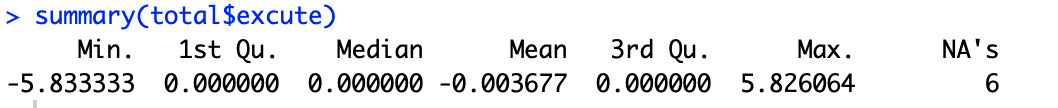 > summary(total$excute)
Min. 1st Qu. Median Mean 3rd Qu. Max. NA's
-5.833333 0.000000 0.000000 -0.003677 0.000000 5.826064 6